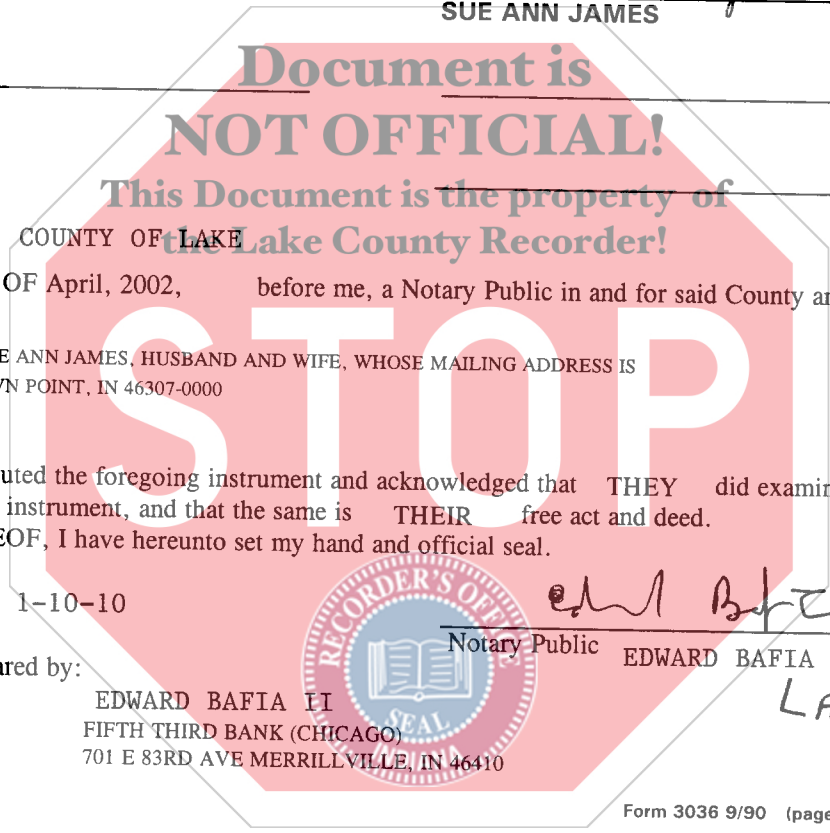 SUE ANN JAMES
Document is
NOT OFFICIAL!
This Document is the property of
the Lake County Recorder!
COUNTY OF LAKE
OF April, 2002, before me, a Notary Public in and for said County an
E ANN JAMES, HUSBAND AND WIFE, WHOSE MAILING ADDRESS IS
VN POINT, IN 46307-0000
STOP
uted the foregoing instrument and acknowledged that THEY did examin
instrument, and that the same is THEIR free act and deed.
EOF, I have hereunto set my hand and official seal.
1-10-10
RECORDER'S OFFICE
SEAL
INDIANA
Notary Public EDWARD BAFIA
LA
ared by:
EDWARD BAFIA II
FIFTH THIRD BANK (CHICAGO)
701 E 83RD AVE MERRILLVILLE, IN 46410
Form 3036 9/90 (page